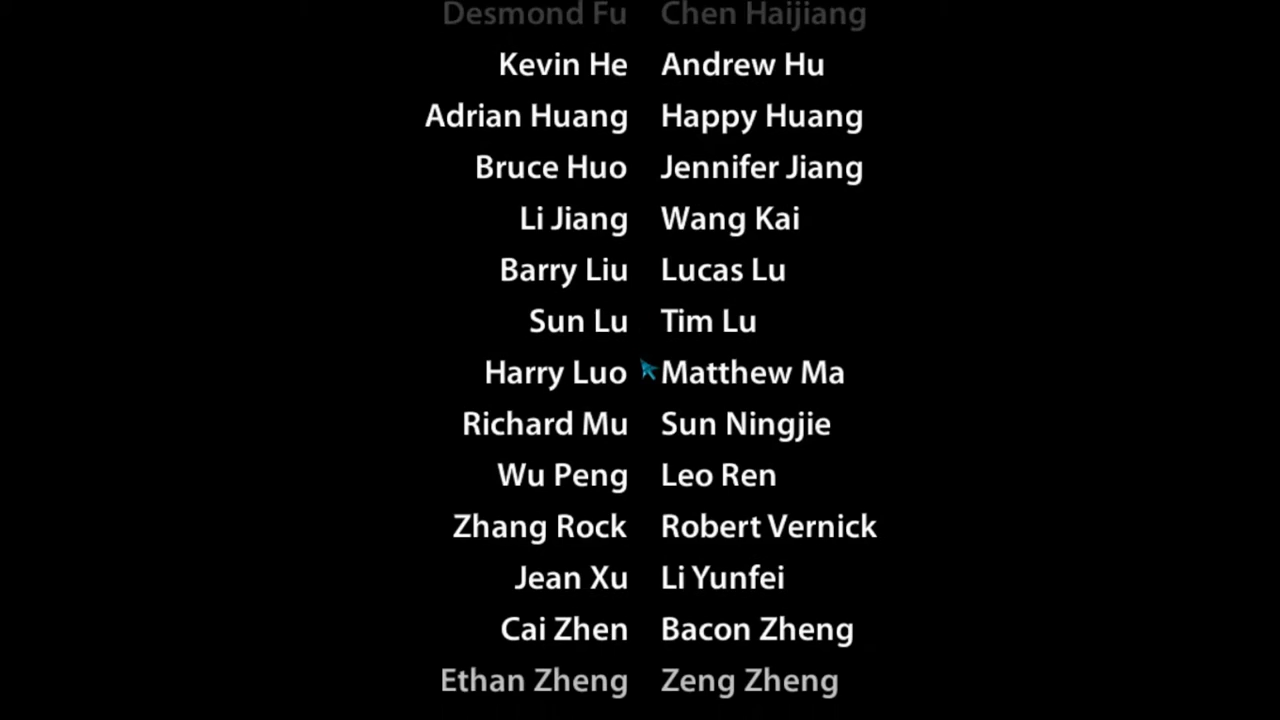 Desmond Fu Chen Haijiang
Kevin He Andrew Hu
Adrian Huang Happy Huang
Bruce Huo Jennifer Jiang
Li Jiang Wang Kai
Barry Liu Lucas Lu
Sun Lu Tim Lu
Harry Luo Matthew Ma
Richard Mu Sun Ningjie
Wu Peng Leo Ren
Zhang Rock Robert Vernick
Jean Xu Li Yunfei
Cai Zhen Bacon Zheng
Ethan Zheng Zeng Zheng